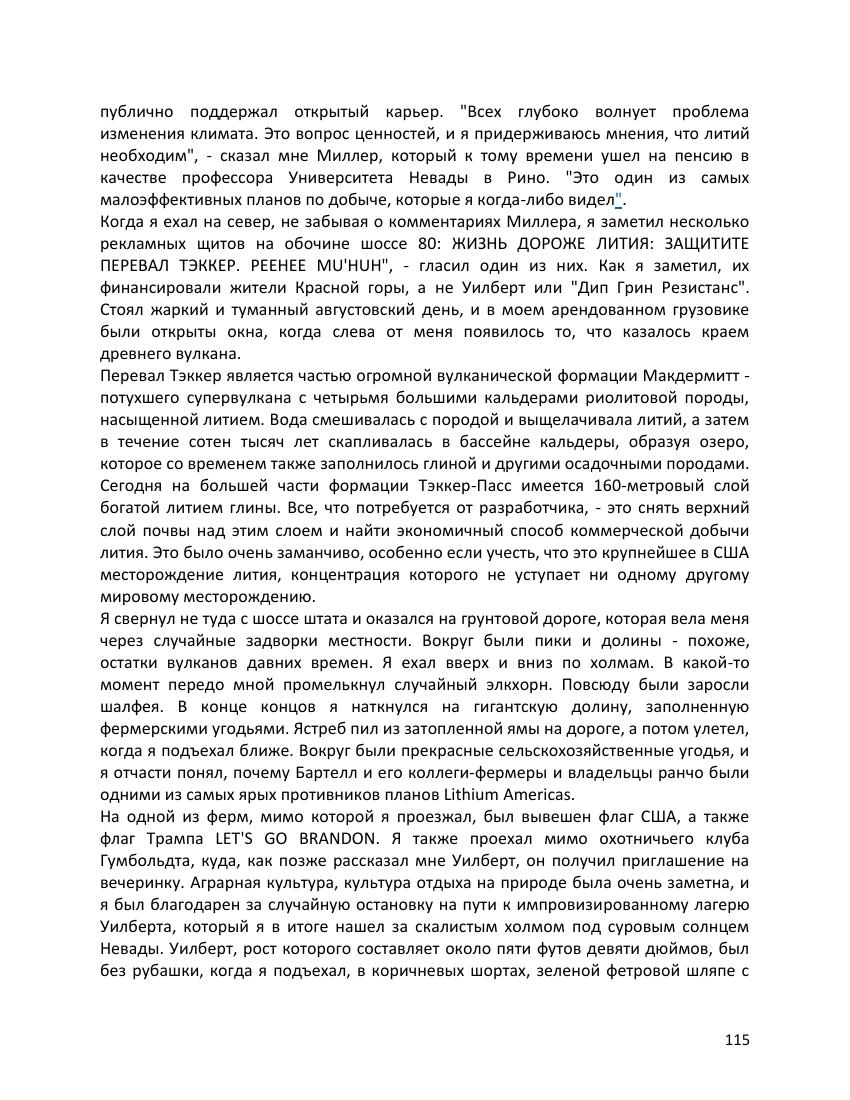 публично поддержал открытый карьер. "Всех глубоко волнует проблема
изменения климата. Это вопрос ценностей, и я придерживаюсь мнения, что литий
необходим", - сказал мне Миллер, который к тому времени ушел на пенсию в
качестве профессора Университета Невады в Рино. "Это один из самых
малоэффективных планов по добыче, которые я когда-либо видел".
Когда я ехал на север, не забывая о комментариях Миллера, я заметил несколько
рекламных щитов на обочине шоссе 80: ЖИЗНЬ ДОРОЖЕ ЛИТИЯ: ЗАЩИТИТЕ
ПЕРЕВАЛ ТЭККЕР. PEEHEE MU'HUH", - гласил один из них. Как я заметил, их
финансировали жители Красной горы, а не Уилберт или "Дип Грин Резистанс".
Стоял жаркий и туманный августовский день, и в моем арендованном грузовике
были открыты окна, когда слева от меня появилось то, что казалось краем
древнего вулкана.
Перевал Тэккер является частью огромной вулканической формации Макдермитт -
потухшего супервулкана с четырьмя большими кальдерами риолитовой породы,
насыщенной литием. Вода смешивалась с породой и выщелачивала литий, а затем
в течение сотен тысяч лет скапливалась в бассейне кальдеры, образуя озеро,
которое со временем также заполнилось глиной и другими осадочными породами.
Сегодня на большей части формации Тэккер-Пасс имеется 160-метровый слой
богатой литием глины. Все, что потребуется от разработчика, - это снять верхний
слой почвы над этим слоем и найти экономичный способ коммерческой добычи
лития. Это было очень заманчиво, особенно если учесть, что это крупнейшее в США
месторождение лития, концентрация которого не уступает ни одному другому
мировому месторождению.
Я свернул не туда с шоссе штата и оказался на грунтовой дороге, которая вела меня
через случайные задворки местности. Вокруг были пики и долины - похоже,
остатки вулканов давних времен. Я ехал вверх и вниз по холмам. В какой-то
момент передо мной промелькнул случайный элкхорн. Повсюду были заросли
шалфея. В конце концов я наткнулся на гигантскую долину, заполненную
фермерскими угодьями. Ястреб пил из затопленной ямы на дороге, а потом улетел,
когда я подъехал ближе. Вокруг были прекрасные сельскохозяйственные угодья, и
я отчасти понял, почему Бартелл и его коллеги-фермеры и владельцы ранчо были
одними из самых ярых противников планов Lithium Americas.
На одной из ферм, мимо которой я проезжал, был вывешен флаг США, а также
флаг Трампа LET'S GO BRANDON. Я также проехал мимо охотничьего клуба
Гумбольдта, куда, как позже рассказал мне Уилберт, он получил приглашение на
вечеринку. Аграрная культура, культура отдыха на природе была очень заметна, и
я был благодарен за случайную остановку на пути к импровизированному лагерю
Уилберта, который я в итоге нашел за скалистым холмом под суровым солнцем
Невады. Уилберт, рост которого составляет около пяти футов девяти дюймов, был
без рубашки, когда я подъехал, в коричневых шортах, зеленой фетровой шляпе с
115